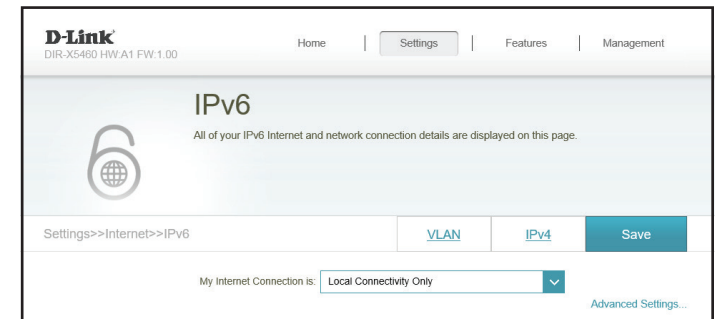 D-Link
DIR-X5460 HW:A1 FW:1.00
Home | Settings | Features | Management
IPv6
All of your IPv6 Internet and network connection details are displayed on this page.
Settings>>Internet>>IPv6 VLAN IPv4 Save
My Internet Connection is: Local Connectivity Only
Advanced Settings...